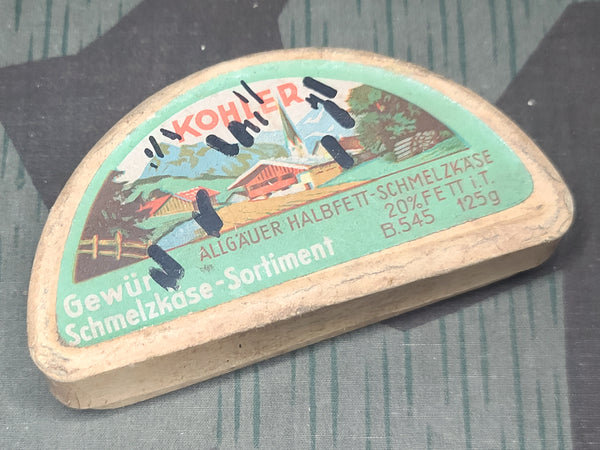 KOHLER
ALLGÄUER HALBFETT-SCHMELZKÄSE
20% FETT i.T.
B.545 125g
Gewür
Schmelzkäse-Sortiment